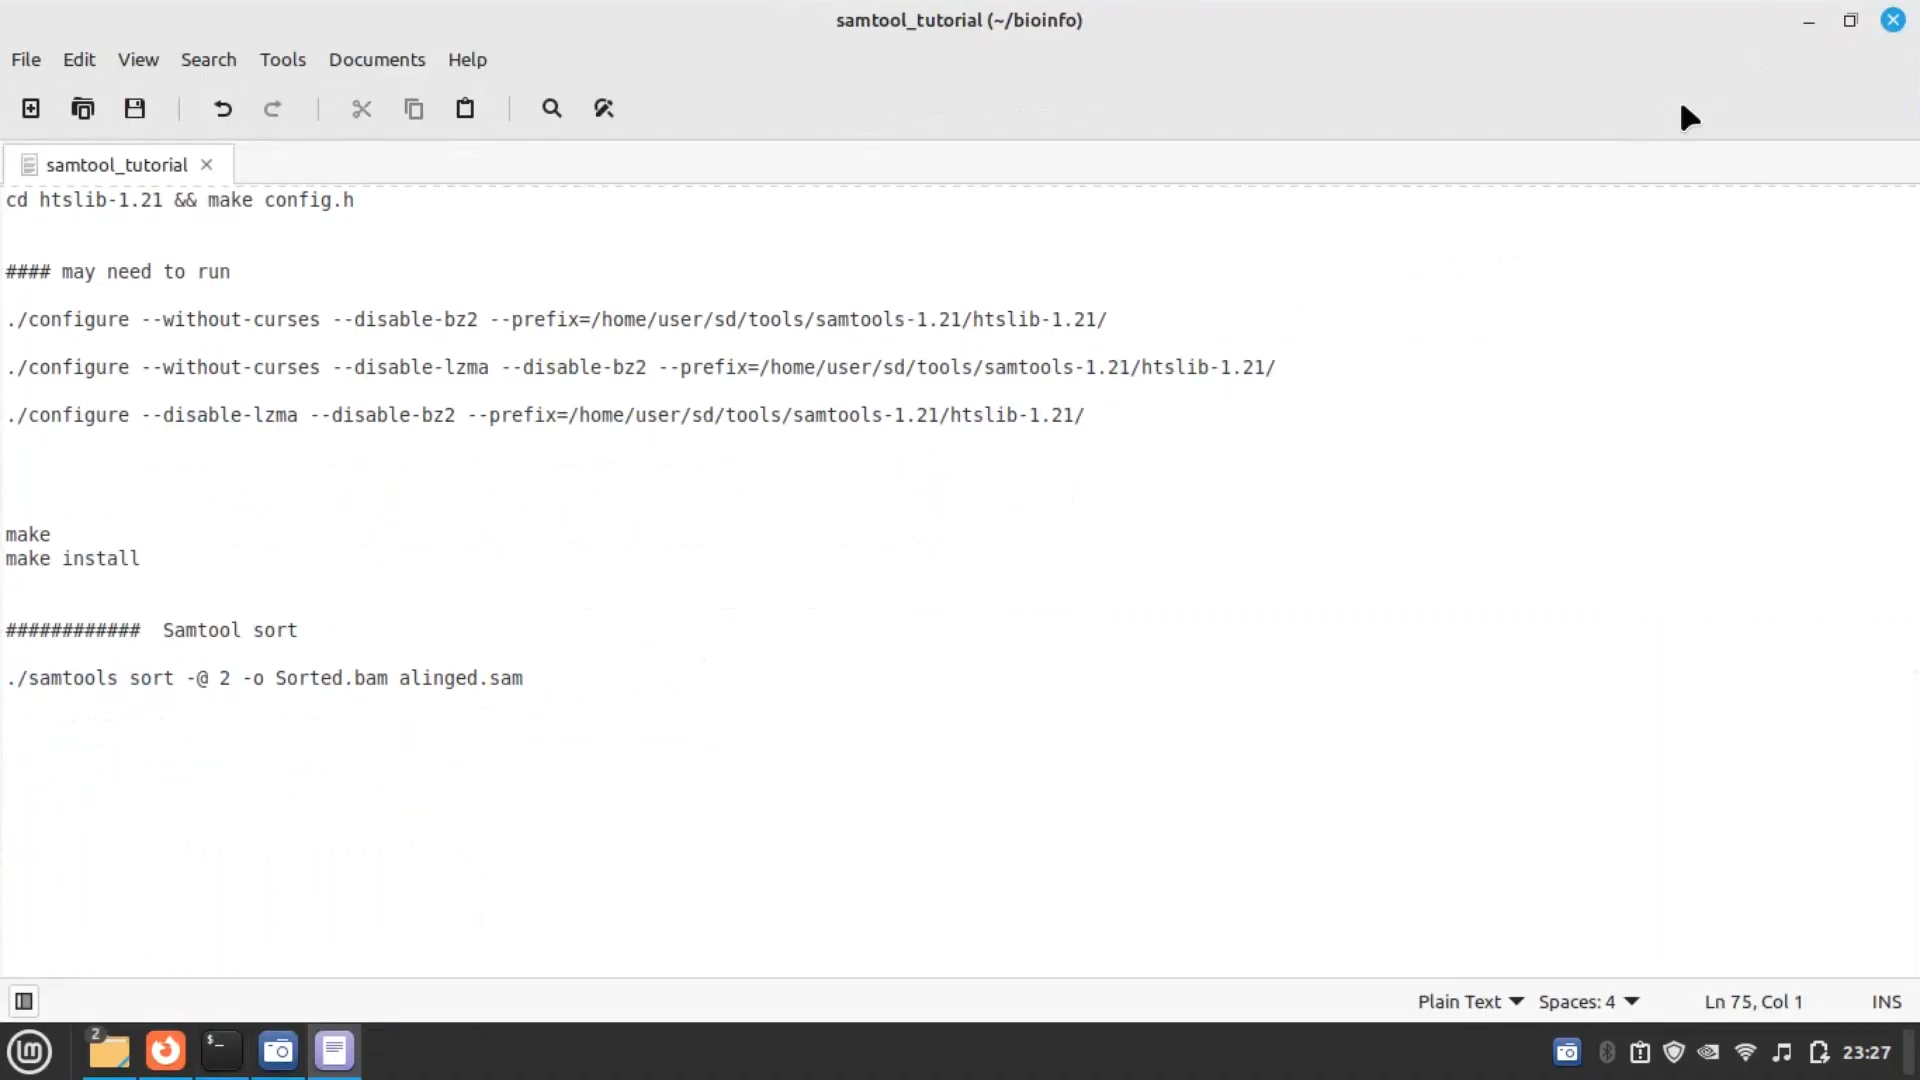 samtool_tutorial (~/bioinfo)
File Edit View Search Tools Documents Help
samtool_tutorial
cd htslib-1.21 && make config.h
#### may need to run
./configure --without-curses --disable-bz2 --prefix=/home/user/sd/tools/samtools-1.21/htslib-1.21/
./configure --without-curses --disable-lzma --disable-bz2 --prefix=/home/user/sd/tools/samtools-1.21/htslib-1.21/
./configure --disable-lzma --disable-bz2 --prefix=/home/user/sd/tools/samtools-1.21/htslib-1.21/
make
make install
############  Samtool sort
./samtools sort -@ 2 -o Sorted.bam alinged.sam
Plain Text Spaces: 4 Ln 75, Col 1 INS
2
$_
lm
23:27